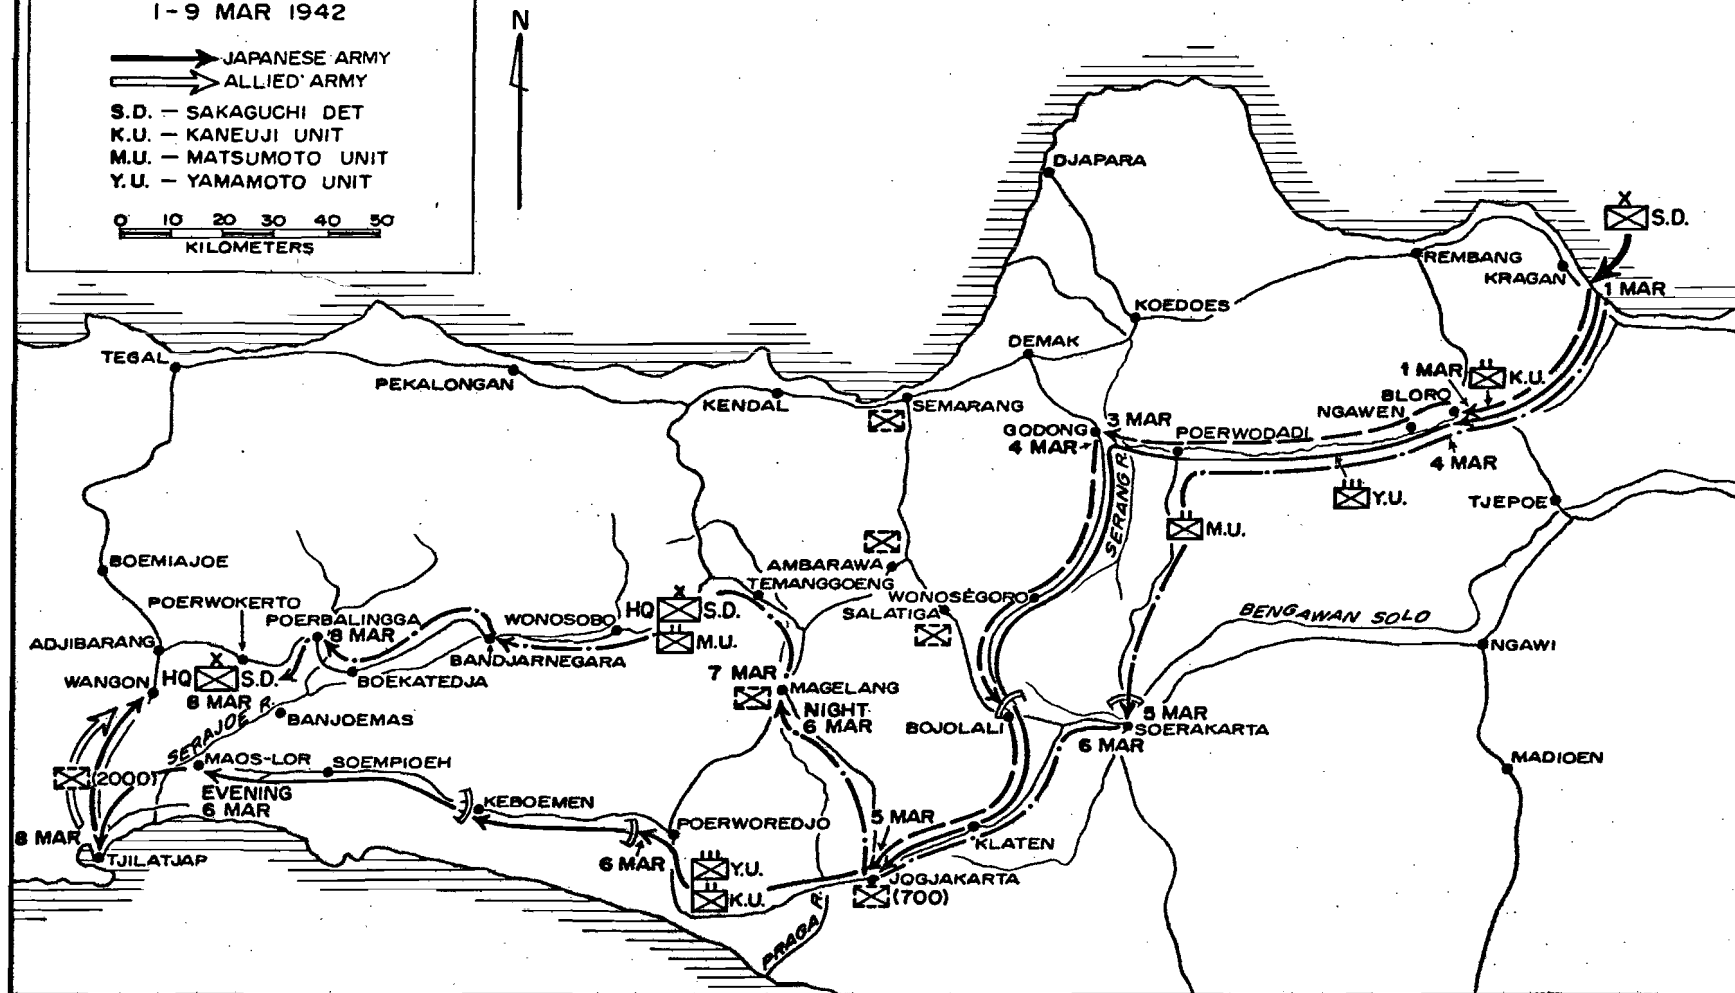 1-9 MAR 1942
N
JAPANESE ARMY
ALLIED ARMY
S.D. — SAKAGUCHI DET
K.U. — KANEUJI UNIT
M.U. — MATSUMOTO UNIT
Y.U. — YAMAMOTO UNIT
0 10 20 30 40 50
KILOMETERS
DJAPARA
S.D.
REMBANG
KRAGAN
1 MAR
KOEDOES
DEMAK
TEGAL
PEKALONGAN
KENDAL
SEMARANG
1 MAR
K.U.
BLORO
NGAWEN
GODONG
3 MAR
4 MAR
POERWODADI
4 MAR
SERANG R.
Y.U.
TJEPOE
M.U.
BOEMIAJOE
AMBARAWA
TEMANGGOENG
WONOSEGORO
SALATIGA
POERWOKERTO
POERBALINGGA
8 MAR
WONOSOBO
HQ S.D.
M.U.
BENGAWAN SOLO
ADJIBARANG
BANDJARNEGARA
NGAWI
WANGON
HQ S.D.
8 MAR
BOEKATEDJA
7 MAR
MAGELANG
NIGHT
6 MAR
BANJOEMAS
SERAJOE R.
BOJOLALI
5 MAR
SOERAKARTA
6 MAR
MAOS-LOR
SOEMPIOEH
MADIOEN
(2000)
EVENING
6 MAR
KEBOEMEN
POERWOREDJO
5 MAR
8 MAR
TJILATJAP
6 MAR
KLATEN
Y.U.
K.U.
JOGJAKARTA
(700)
PRAGA R.